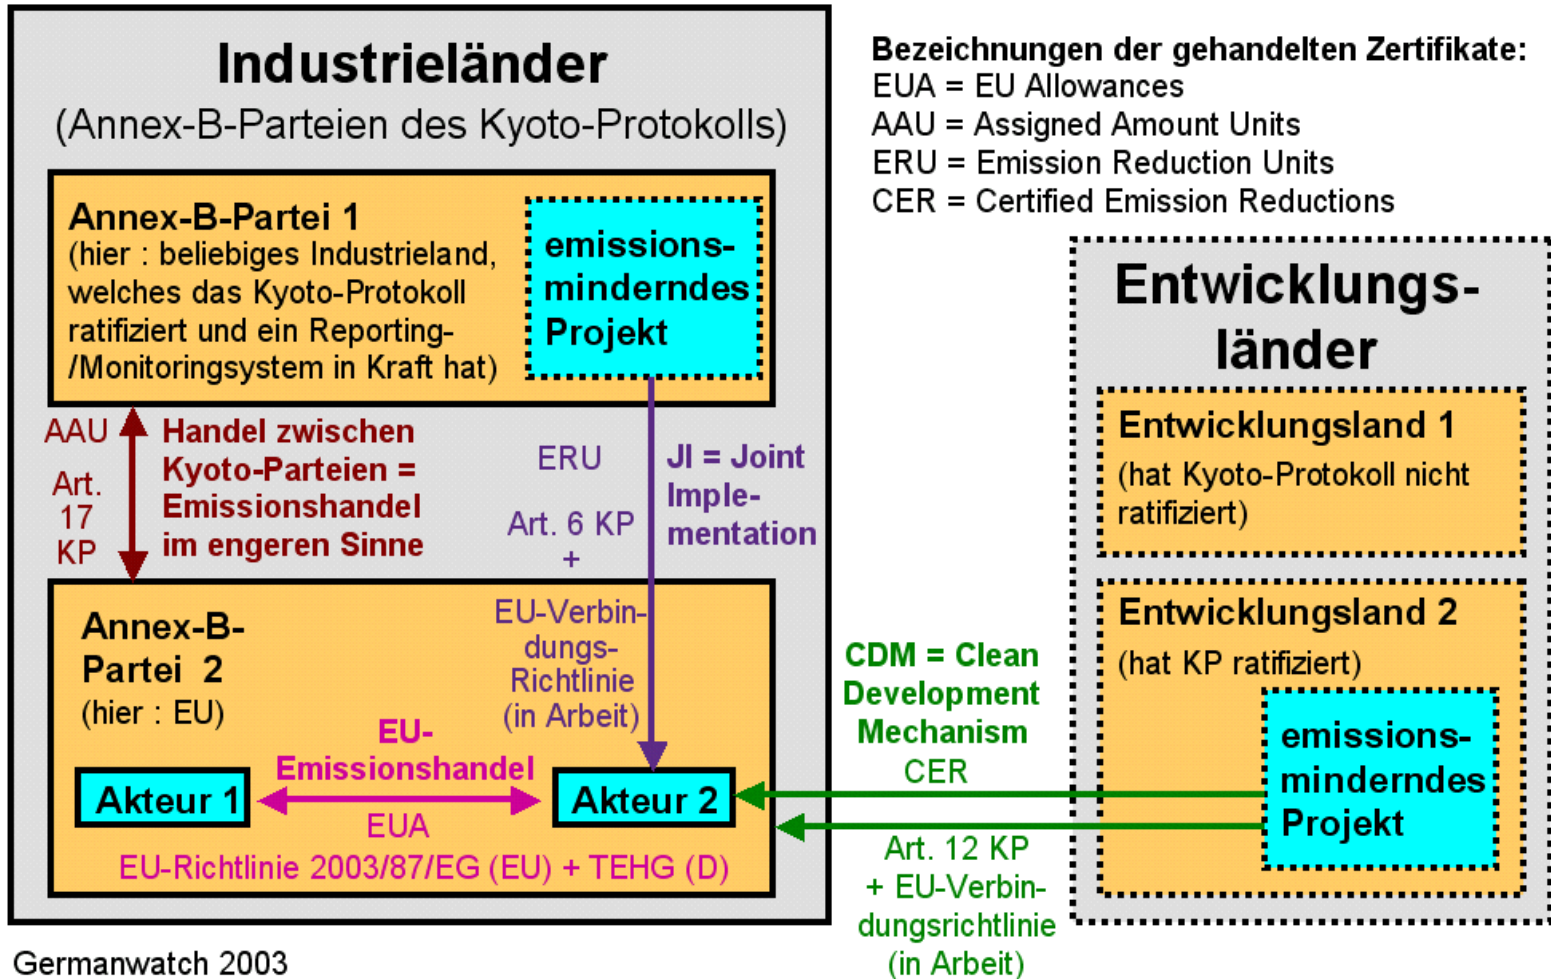 Industrieländer
(Annex-B-Parteien des Kyoto-Protokolls)
Annex-B-Partei 1
(hier : beliebiges Industrieland,
welches das Kyoto-Protokoll
ratifiziert und ein Reporting-
/Monitoringsystem in Kraft hat)
emissions-
minderndes
Projekt
AAU
Art.
17
KP
Handel zwischen
Kyoto-Parteien =
Emissionshandel
im engeren Sinne
ERU
Art. 6 KP
+
EU-Verbin-
dungs-
Richtlinie
(in Arbeit)
JI = Joint
Imple-
mentation
Annex-B-
Partei 2
(hier : EU)
EU-
Emissionshandel
Akteur 1
Akteur 2
EUA
EU-Richtlinie 2003/87/EG (EU) + TEHG (D)
Bezeichnungen der gehandelten Zertifikate:
EUA = EU Allowances
AAU = Assigned Amount Units
ERU = Emission Reduction Units
CER = Certified Emission Reductions
Entwicklungs-
länder
Entwicklungsland 1
(hat Kyoto-Protokoll nicht
ratifiziert)
Entwicklungsland 2
(hat KP ratifiziert)
emissions-
minderndes
Projekt
CDM = Clean
Development
Mechanism
CER
Art. 12 KP
+ EU-Verbin-
dungsrichtlinie
(in Arbeit)
Germanwatch 2003